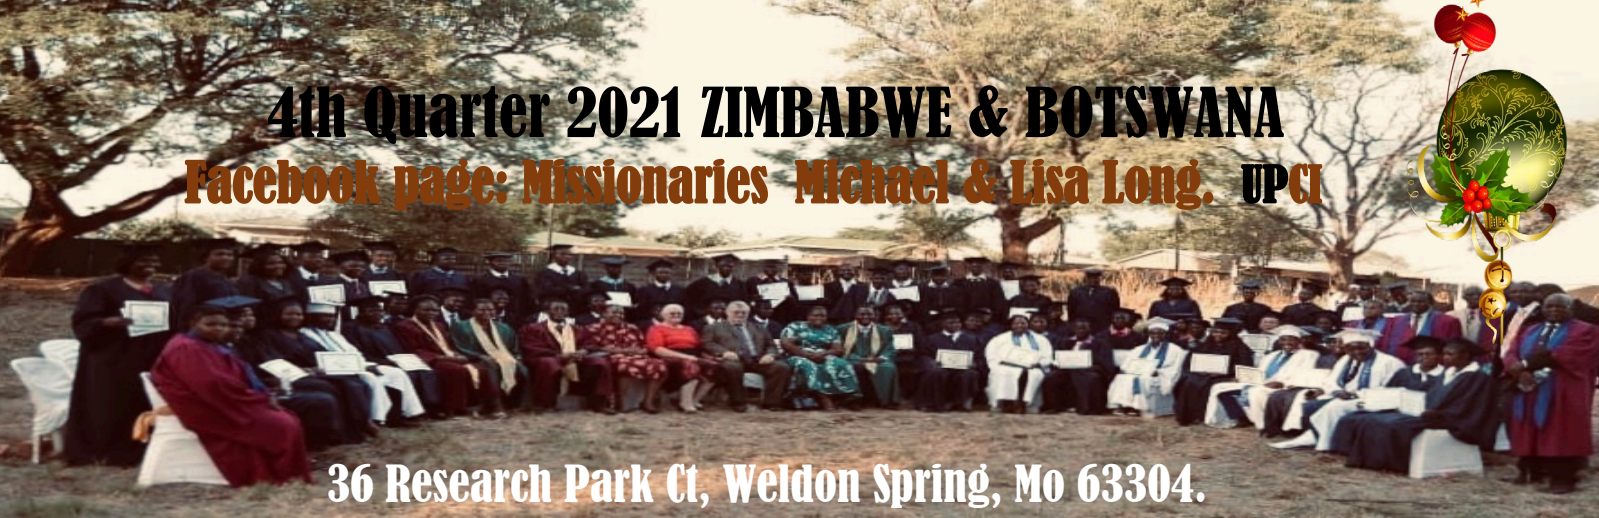 4th Quarter 2021 ZIMBABWE & BOTSWANA
Facebook page: Missionaries Michael & Lisa Long. UPCI
36 Research Park Ct, Weldon Spring, Mo 63304.